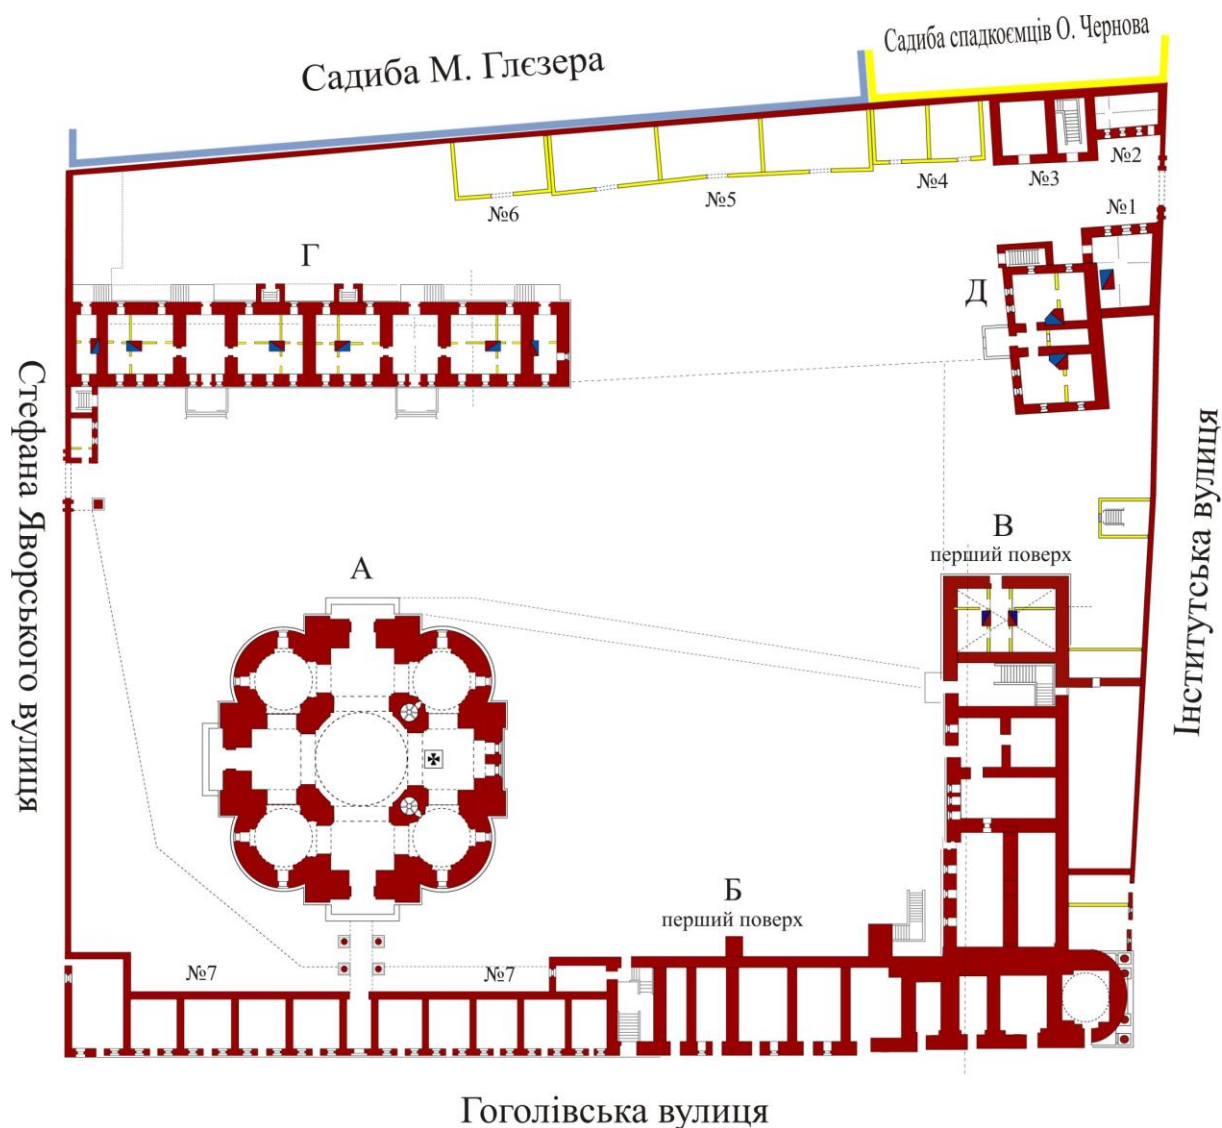 Садиба М. Глєзера
Садиба спадкоємців О. Чернова
№6
№5
№4
№3
№2
№1
Г
Д
Стефана Яворського вулиця
Інститутська вулиця
А
В
перший поверх
Б
перший поверх
№7
№7
Гоголівська вулиця